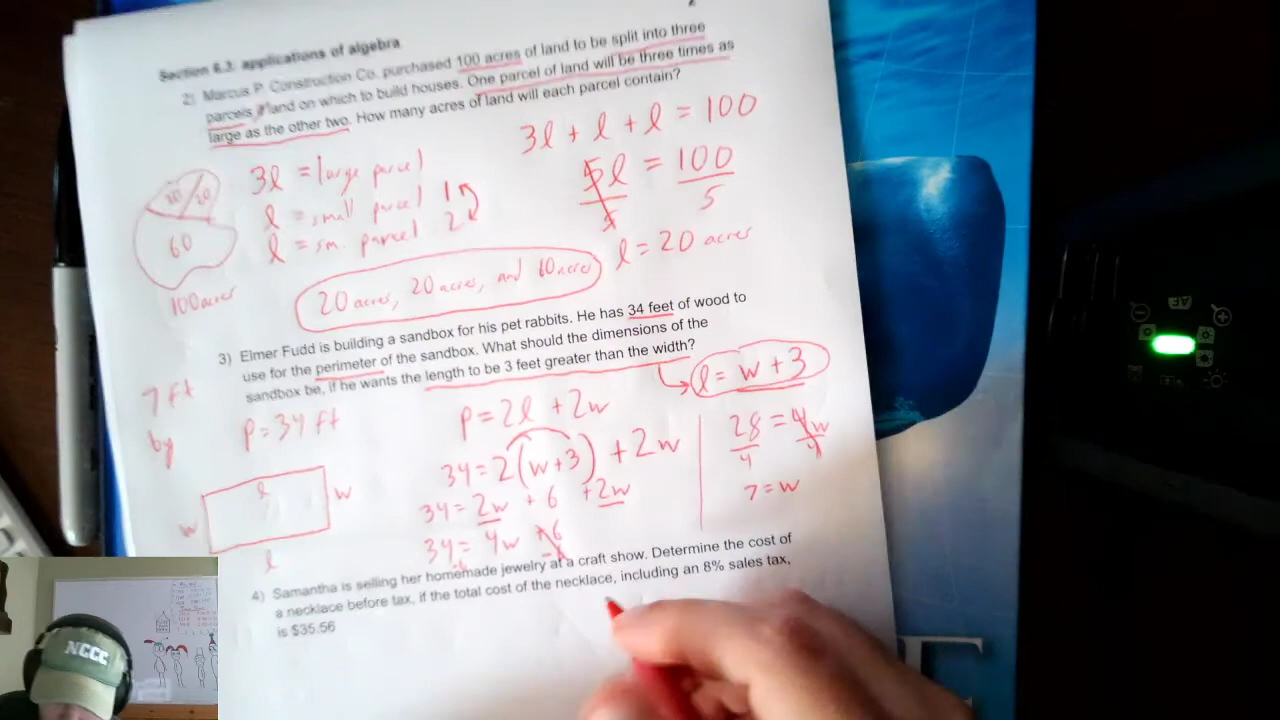 Section 6.3: applications of algebra
2) Marcus P. Construction Co. purchased 100 acres of land to be split into three
parcels of land on which to build houses. One parcel of land will be three times as
large as the other two. How many acres of land will each parcel contain?
3l + l + l = 100
3l = large parcel
5l = 100
5 5
l = small parcel 1
l = sm. parcel 2
20
60
100 acres
l = 20 acres
20 acres, 20 acres, and 60 acres
3) Elmer Fudd is building a sandbox for his pet rabbits. He has 34 feet of wood to
use for the perimeter of the sandbox. What should the dimensions of the
sandbox be, if he wants the length to be 3 feet greater than the width?
l = w + 3
7 ft
by
P = 34 ft
P = 2l + 2w
34 = 2(w+3) + 2w
34 = 2w + 6 + 2w
34 = 4w + 6
-6 -6
28 = 4w
4 4
7 = w
l
w w
l
4) Samantha is selling her homemade jewelry at a craft show. Determine the cost of
a necklace before tax, if the total cost of the necklace, including an 8% sales tax,
is $35.56
NCCC
AF
E